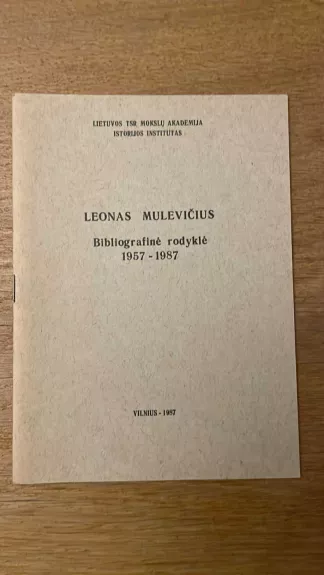 LIETUVOS TSR MOKSLŲ AKADEMIJA
ISTORIJOS INSTITUTAS
LEONAS MULEVIČIUS
Bibliografinė rodyklė
1957-1987
VILNIUS-1987